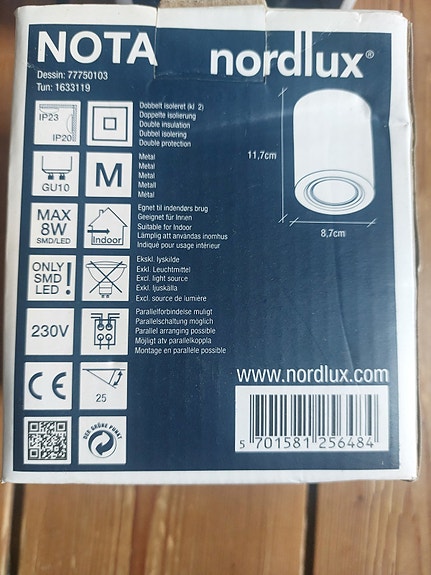 NOTA
nordlux®
Dessin: 77750103
Tun: 1633119
IP23
IP20
Dobbelt isoleret (kl 2)
Doppelte isolierung
Double insulation
Dubbel isolering
Double protection
11,7cm
8,7cm
GU10
M
Metal
Metal
Metal
Metall
Métal
MAX
8W
SMD/LED
Indoor
Egnet til indendørs brug
Geeignet für Innen
Suitable for Indoor
Lämplig att användas inomhus
Indiqué pour usage intérieur
ONLY
SMD
LED
!
Ekskl. lyskilde
Exkl. Leuchtmittel
Excl. light source
Exkl. ljuskälla
Excl. source de lumière
230V
Parallelforbindelse muligt
Parallelschaltung möglich
Parallel arranging possible
Möjligt atv parallelkoppla
Montage en parallèle possible
CE
25
www.nordlux.com
DER GRÜNE PUNKT
5 701581 256484